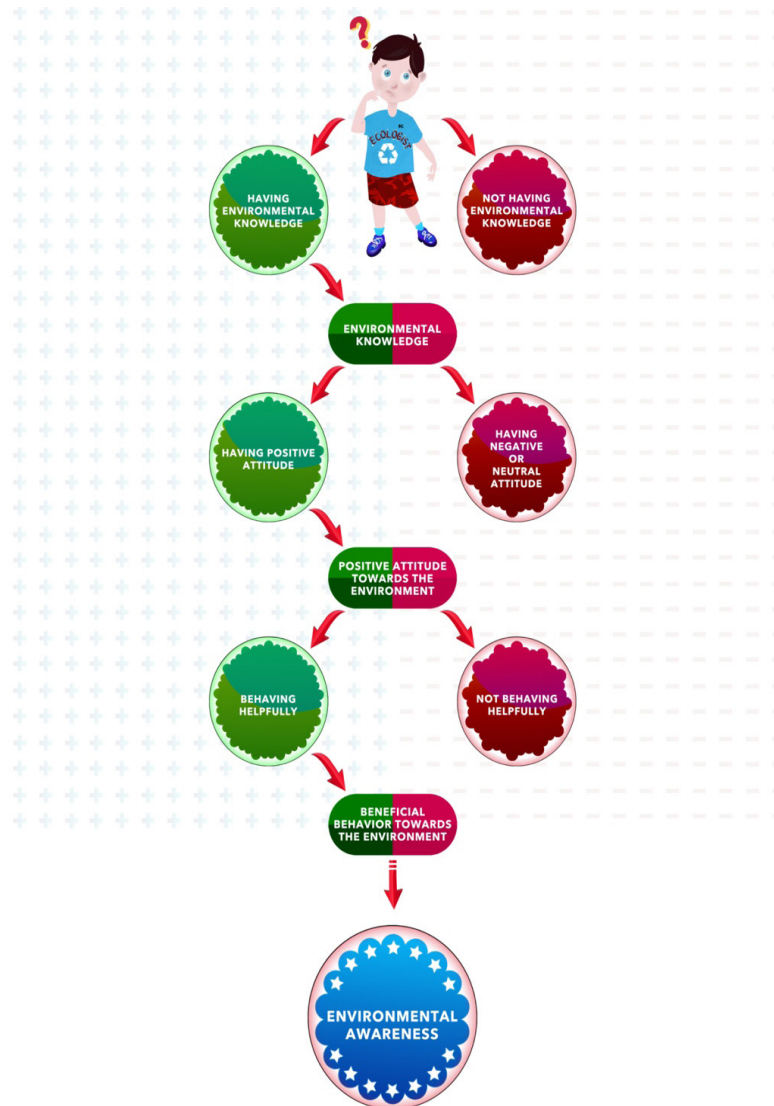 ?
ECOLOGIST
HAVING
ENVIRONMENTAL
KNOWLEDGE
NOT HAVING
ENVIRONMENTAL
KNOWLEDGE
ENVIRONMENTAL
KNOWLEDGE
HAVING POSITIVE
ATTITUDE
HAVING
NEGATIVE
OR
NEUTRAL
ATTITUDE
POSITIVE ATTITUDE
TOWARDS THE
ENVIRONMENT
BEHAVING
HELPFULLY
NOT BEHAVING
HELPFULLY
BENEFICIAL
BEHAVIOR TOWARDS
THE ENVIRONMENT
ENVIRONMENTAL
AWARENESS